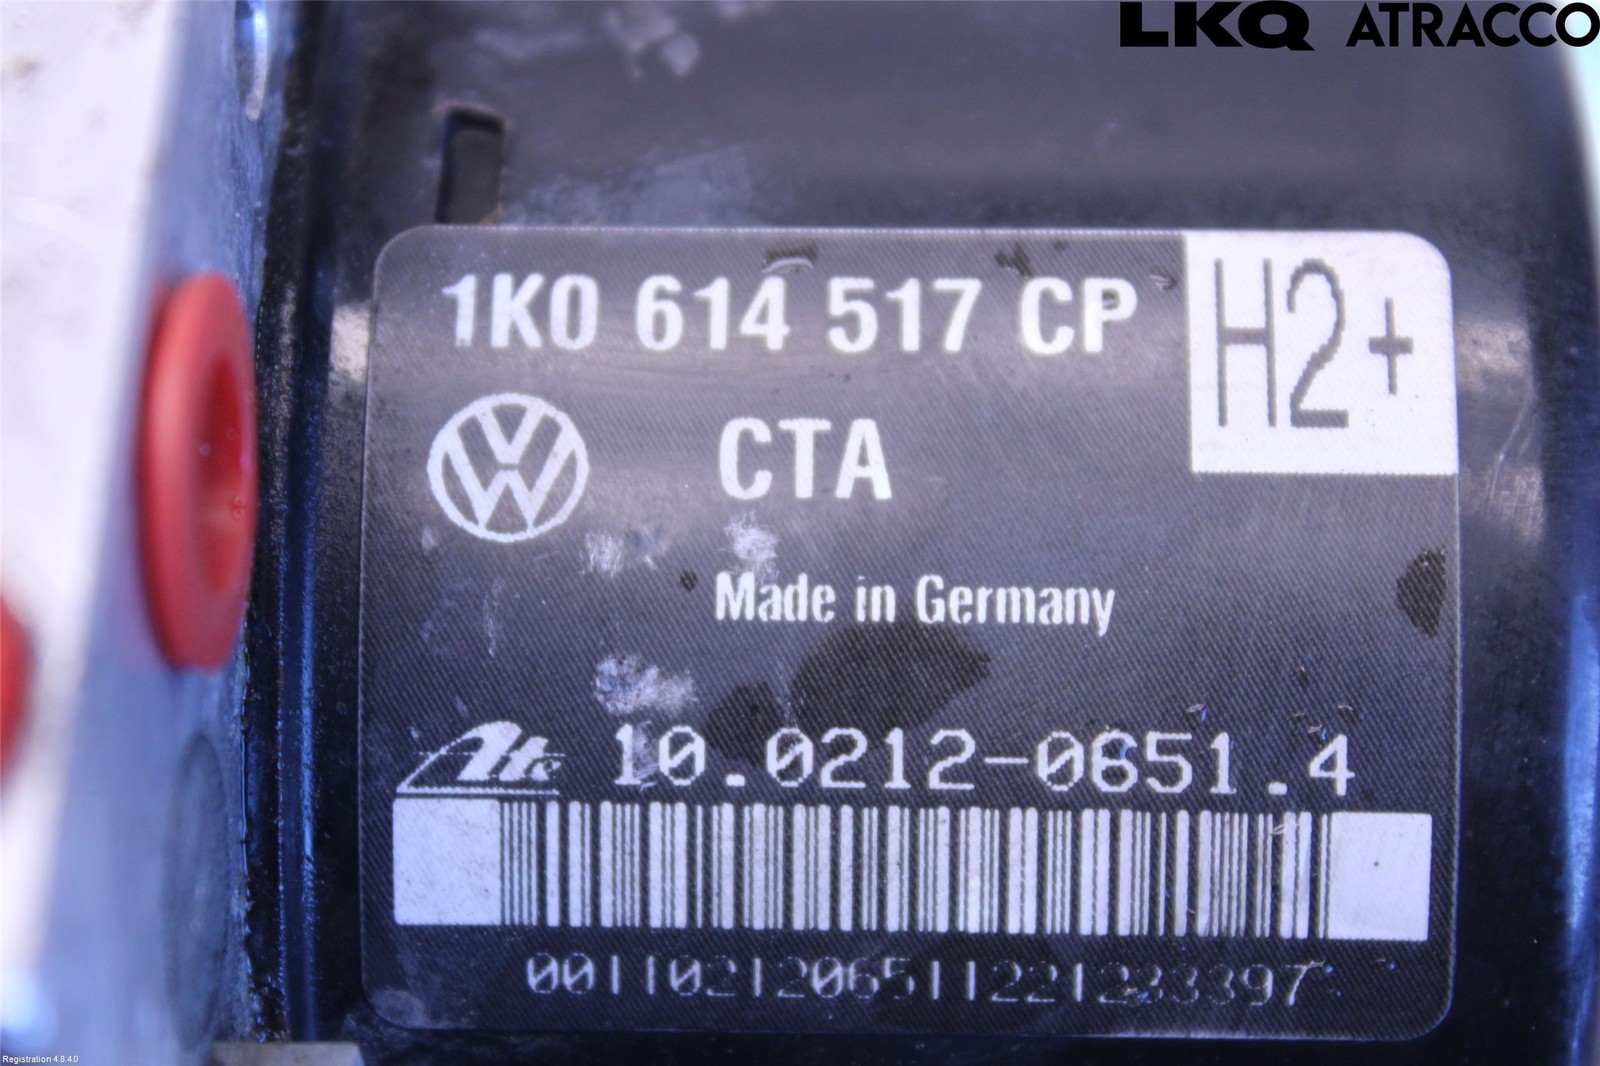 LKQ ATRACCO
1K0 614 517 CP
H2+
CTA
Made in Germany
Ate 10.0212-0651.4
Registration 4.8.4.0